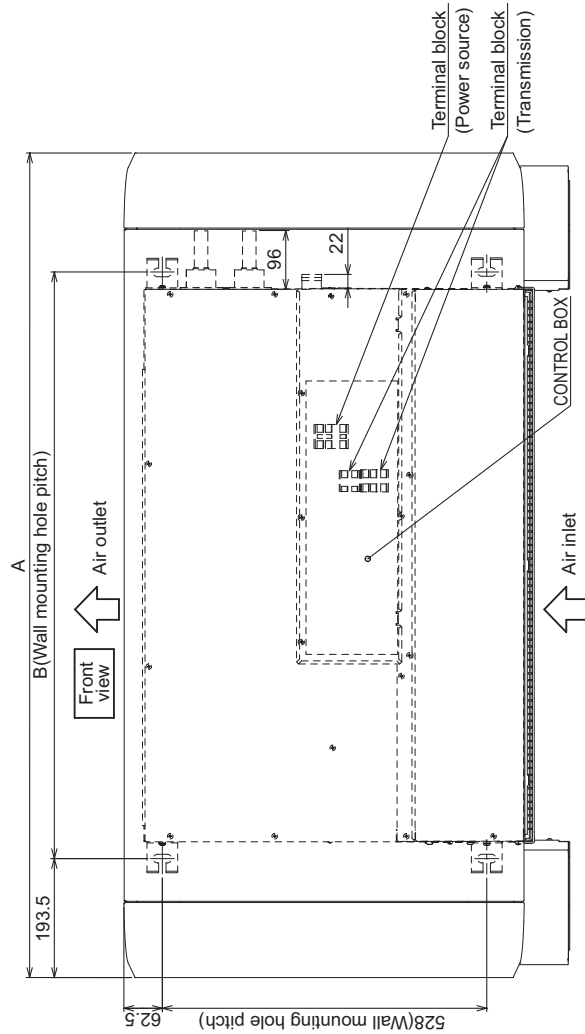 A
B(Wall mounting hole pitch)
193.5
Front
view
Air outlet
62.5
528(Wall mounting hole pitch)
96
22
Terminal block
(Power source)
Terminal block
(Transmission)
CONTROL BOX
Air inlet